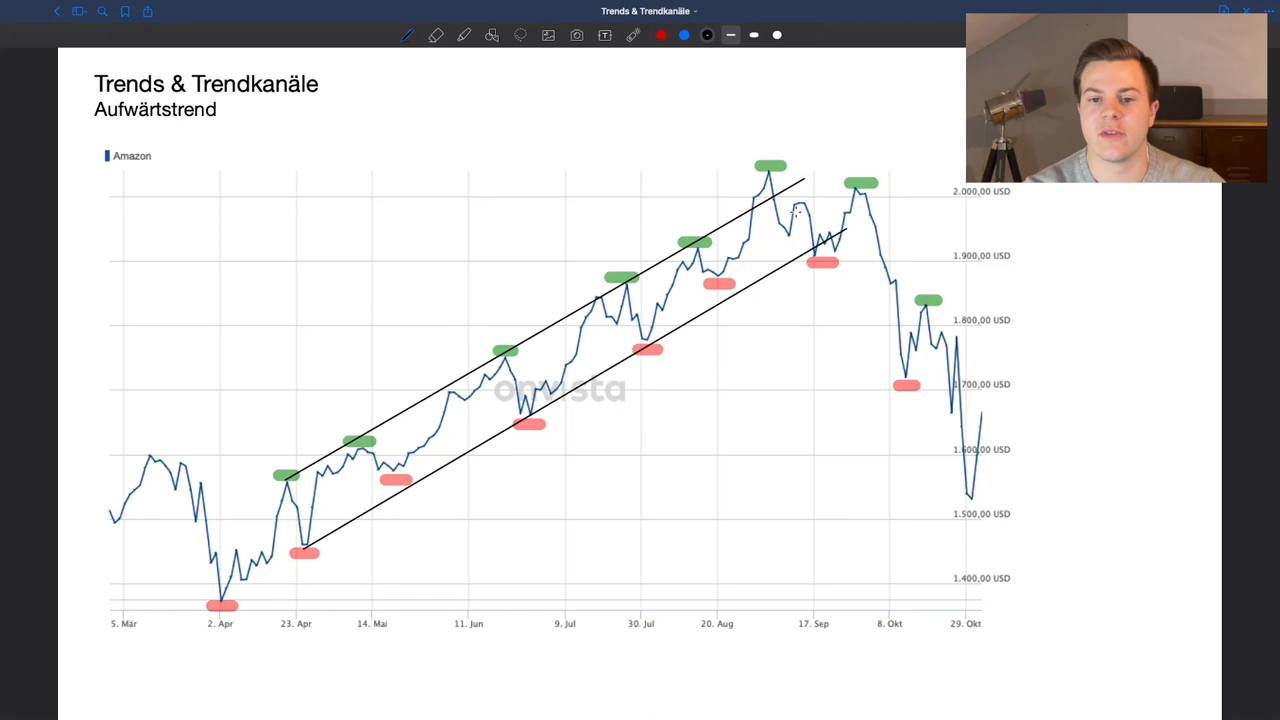 Trends & Trendkanäle
Trends & Trendkanäle
Aufwärtstrend
Amazon
2.000,00 USD
1.900,00 USD
1.800,00 USD
1.700,00 USD
1.600,00 USD
1.500,00 USD
1.400,00 USD
onvista
5. Mär 2. Apr 23. Apr 14. Mai 11. Jun 9. Jul 30. Jul 20. Aug 17. Sep 8. Okt 29. Okt